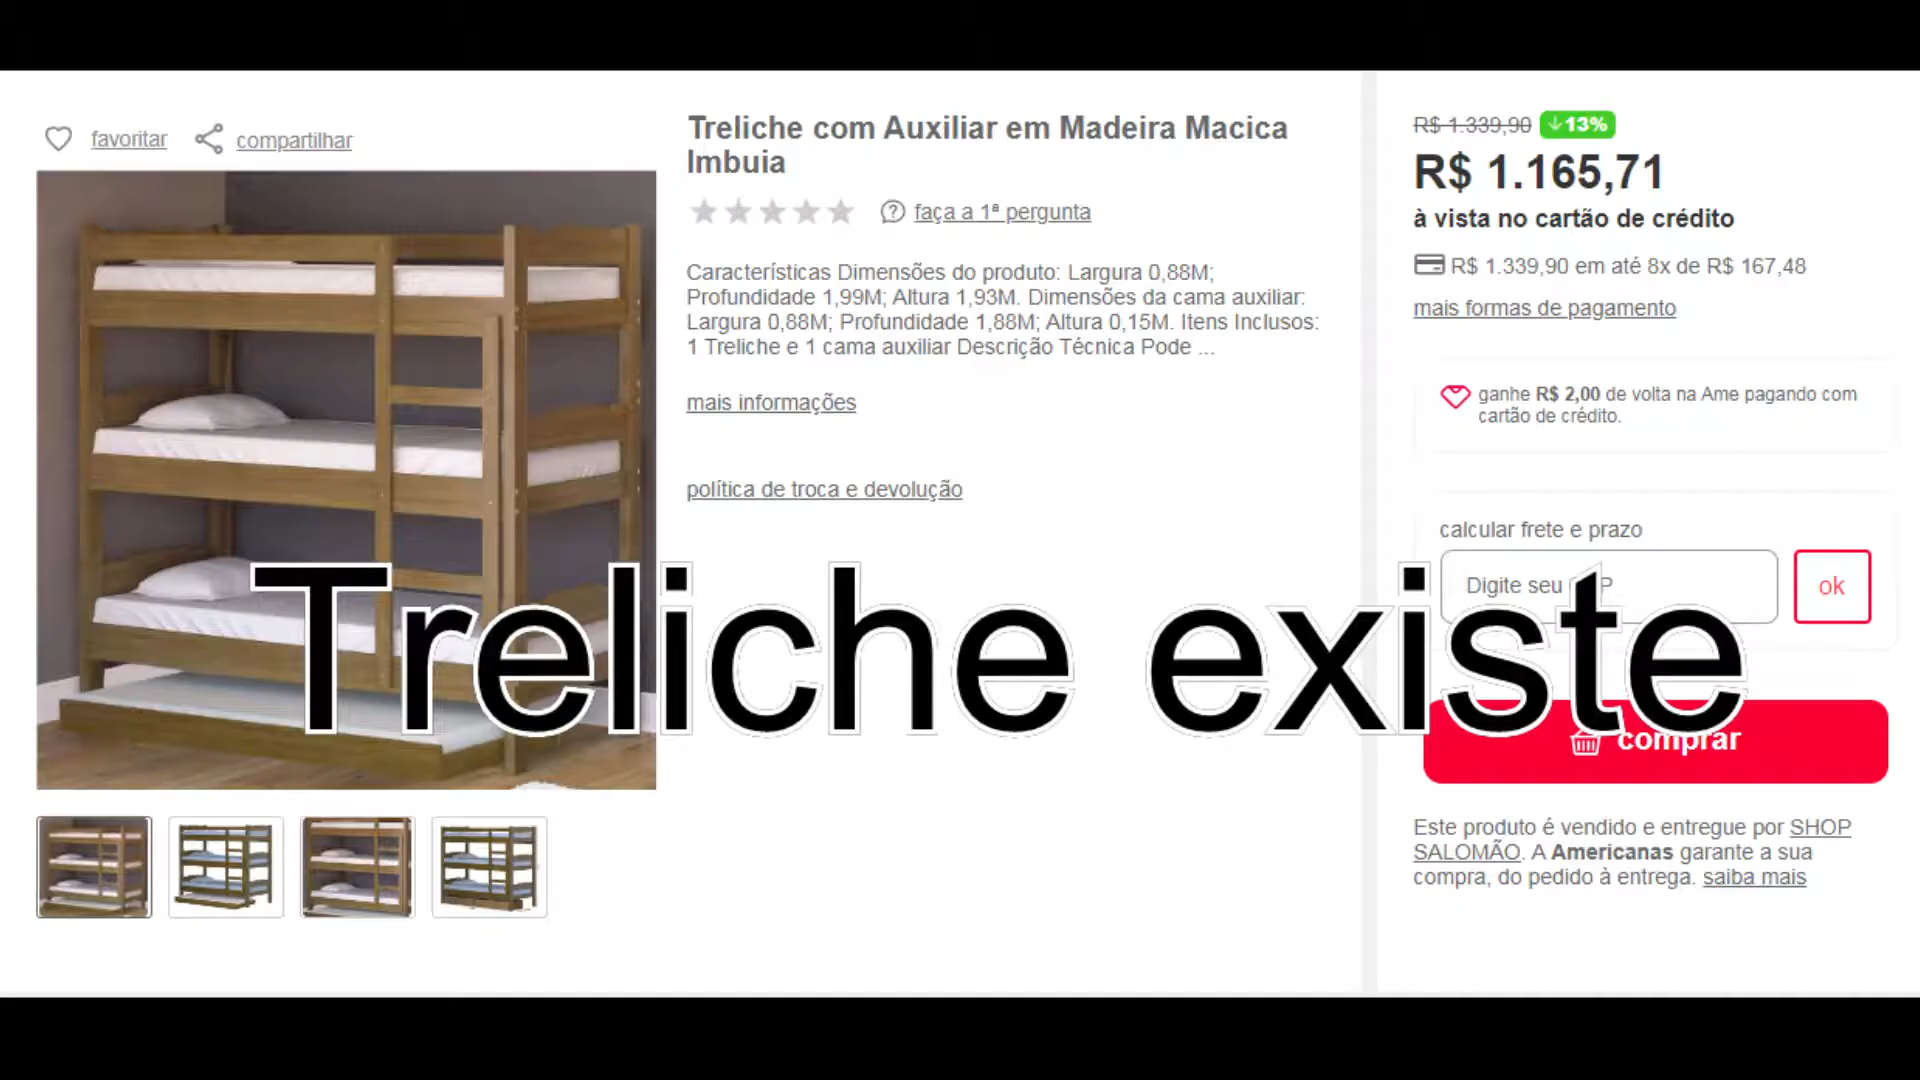 favoritar
compartilhar
Treliche com Auxiliar em Madeira Macica
Imbuia
faça a 1ª pergunta
Características Dimensões do produto: Largura 0,88M;
Profundidade 1,99M; Altura 1,93M. Dimensões da cama auxiliar:
Largura 0,88M; Profundidade 1,88M; Altura 0,15M. Itens Inclusos:
1 Treliche e 1 cama auxiliar Descrição Técnica Pode ...
mais informações
política de troca e devolução
R$ 1.339,90 13%
R$ 1.165,71
à vista no cartão de crédito
R$ 1.339,90 em até 8x de R$ 167,48
mais formas de pagamento
ganhe R$ 2,00 de volta na Ame pagando com
cartão de crédito.
calcular frete e prazo
Digite seu
ok
Treliche existe
comprar
Este produto é vendido e entregue por SHOP
SALOMÃO. A Americanas garante a sua
compra, do pedido à entrega. saiba mais